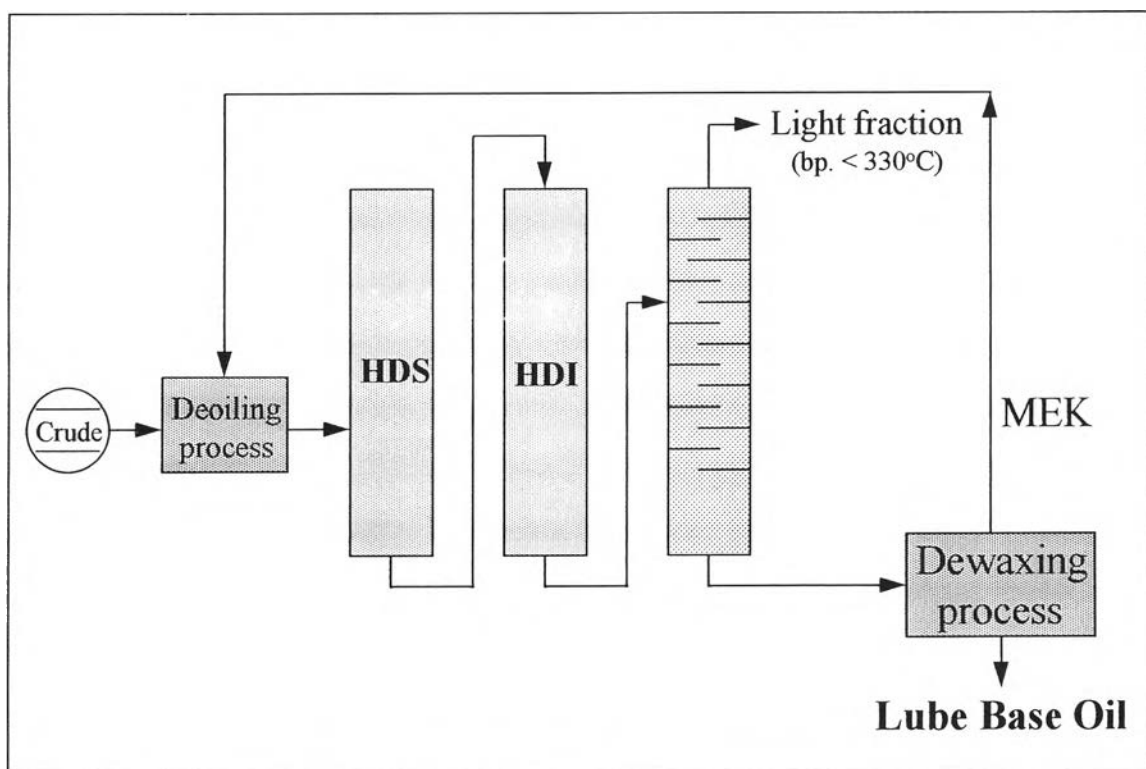 Light fraction
(bp. < 330°C)
HDS
HDI
Crude
Deoiling
process
MEK
Dewaxing
process
Lube Base Oil